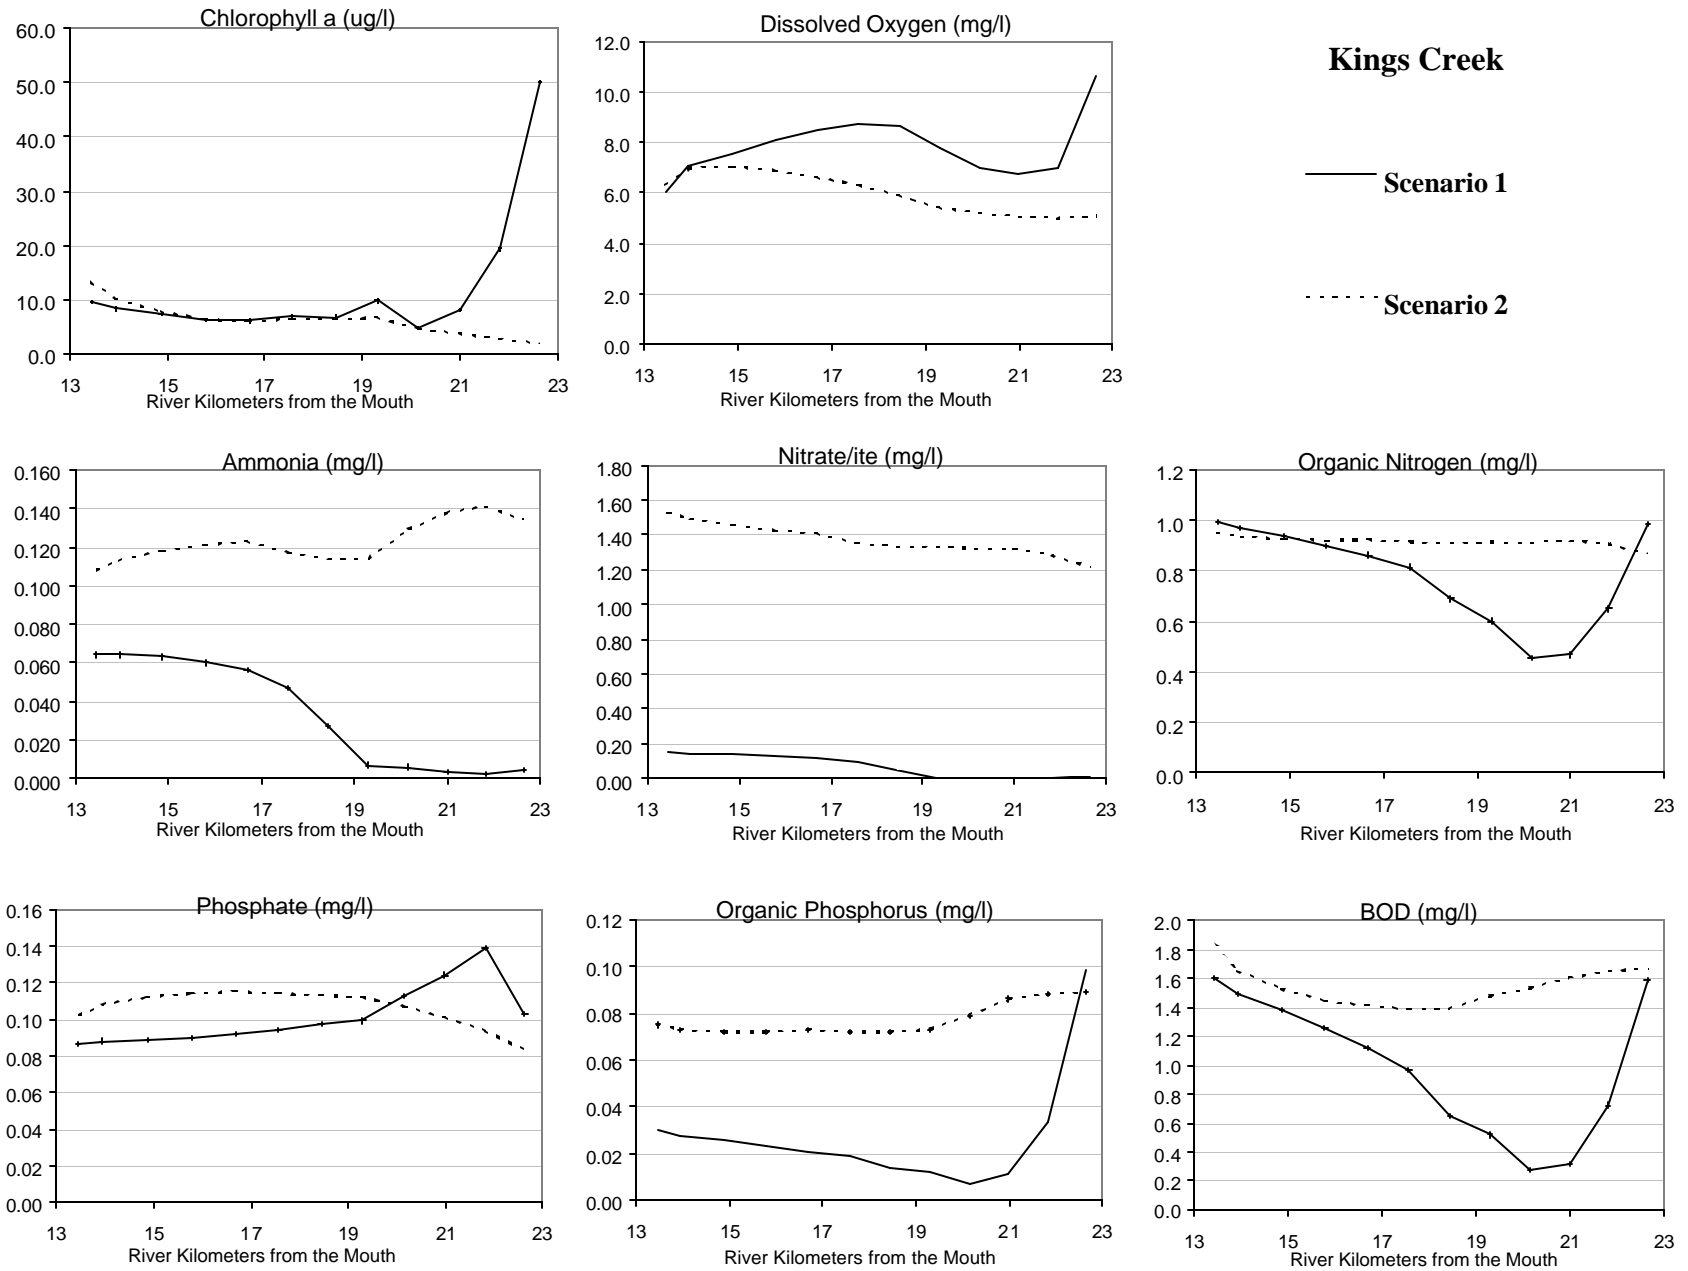 Chlorophyll a (ug/l)
60.0
50.0
40.0
30.0
20.0
10.0
0.0
13 15 17 19 21 23
River Kilometers from the Mouth
Dissolved Oxygen (mg/l)
12.0
10.0
8.0
6.0
4.0
2.0
0.0
13 15 17 19 21 23
River Kilometers from the Mouth
Kings Creek
Scenario 1
Scenario 2
Ammonia (mg/l)
0.160
0.140
0.120
0.100
0.080
0.060
0.040
0.020
0.000
13 15 17 19 21 23
River Kilometers from the Mouth
Nitrate/ite (mg/l)
1.80
1.60
1.40
1.20
1.00
0.80
0.60
0.40
0.20
0.00
13 15 17 19 21 23
River Kilometers from the Mouth
Organic Nitrogen (mg/l)
1.2
1.0
0.8
0.6
0.4
0.2
0.0
13 15 17 19 21 23
River Kilometers from the Mouth
Phosphate (mg/l)
0.16
0.14
0.12
0.10
0.08
0.06
0.04
0.02
0.00
13 15 17 19 21 23
River Kilometers from the Mouth
Organic Phosphorus (mg/l)
0.12
0.10
0.08
0.06
0.04
0.02
0.00
13 15 17 19 21 23
River Kilometers from the Mouth
BOD (mg/l)
2.0
1.8
1.6
1.4
1.2
1.0
0.8
0.6
0.4
0.2
0.0
13 15 17 19 21 23
River Kilometers from the Mouth